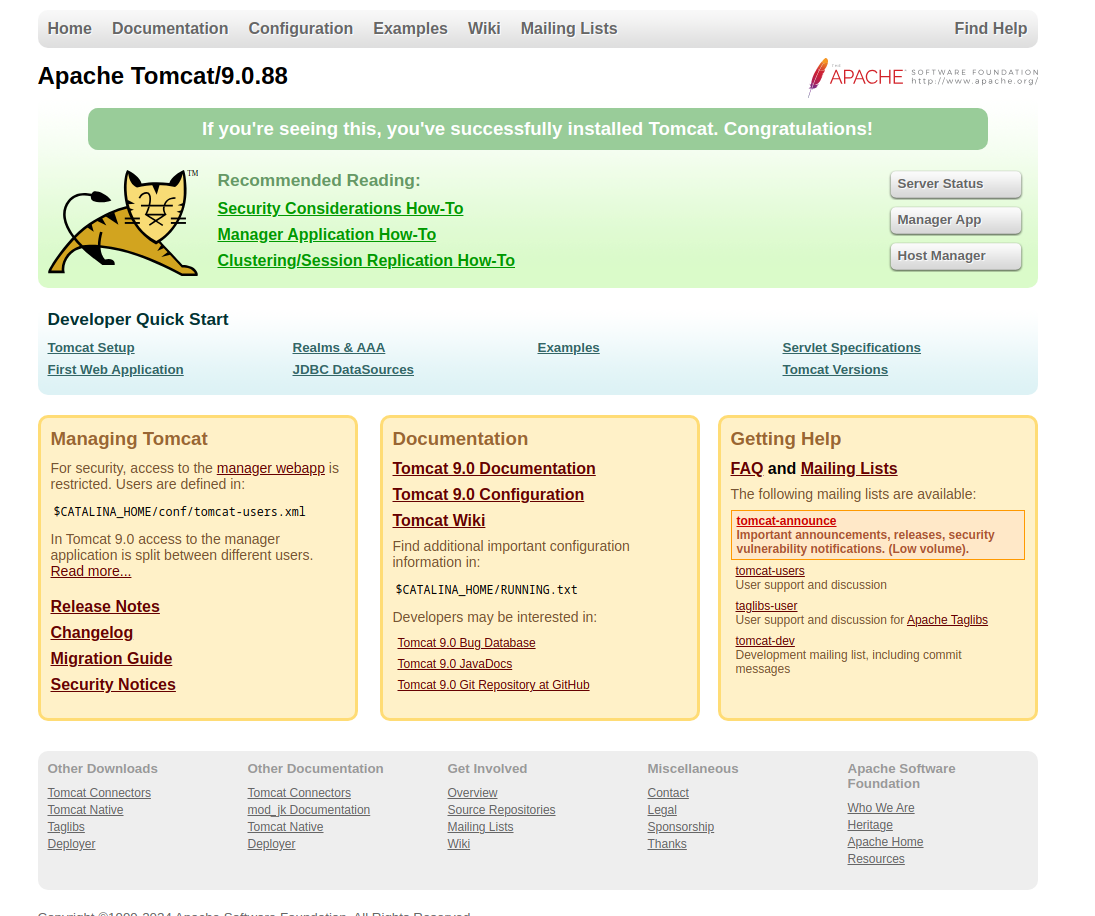 Home Documentation Configuration Examples Wiki Mailing Lists Find Help
Apache Tomcat/9.0.88
THE APACHE SOFTWARE FOUNDATION
http://www.apache.org/
If you're seeing this, you've successfully installed Tomcat. Congratulations!
TM
Recommended Reading:
Security Considerations How-To
Manager Application How-To
Clustering/Session Replication How-To
Server Status
Manager App
Host Manager
Developer Quick Start
Tomcat Setup
First Web Application
Realms & AAA
JDBC DataSources
Examples
Servlet Specifications
Tomcat Versions
Managing Tomcat
For security, access to the manager webapp is
restricted. Users are defined in:
$CATALINA_HOME/conf/tomcat-users.xml
In Tomcat 9.0 access to the manager
application is split between different users.
Read more...
Release Notes
Changelog
Migration Guide
Security Notices
Documentation
Tomcat 9.0 Documentation
Tomcat 9.0 Configuration
Tomcat Wiki
Find additional important configuration
information in:
$CATALINA_HOME/RUNNING.txt
Developers may be interested in:
Tomcat 9.0 Bug Database
Tomcat 9.0 JavaDocs
Tomcat 9.0 Git Repository at GitHub
Getting Help
FAQ and Mailing Lists
The following mailing lists are available:
tomcat-announce
Important announcements, releases, security
vulnerability notifications. (Low volume).
tomcat-users
User support and discussion
taglibs-user
User support and discussion for Apache Taglibs
tomcat-dev
Development mailing list, including commit
messages
Other Downloads
Tomcat Connectors
Tomcat Native
Taglibs
Deployer
Other Documentation
Tomcat Connectors
mod_jk Documentation
Tomcat Native
Deployer
Get Involved
Overview
Source Repositories
Mailing Lists
Wiki
Miscellaneous
Contact
Legal
Sponsorship
Thanks
Apache Software
Foundation
Who We Are
Heritage
Apache Home
Resources
Copyright ©1999-2024 Apache Software Foundation. All Rights Reserved